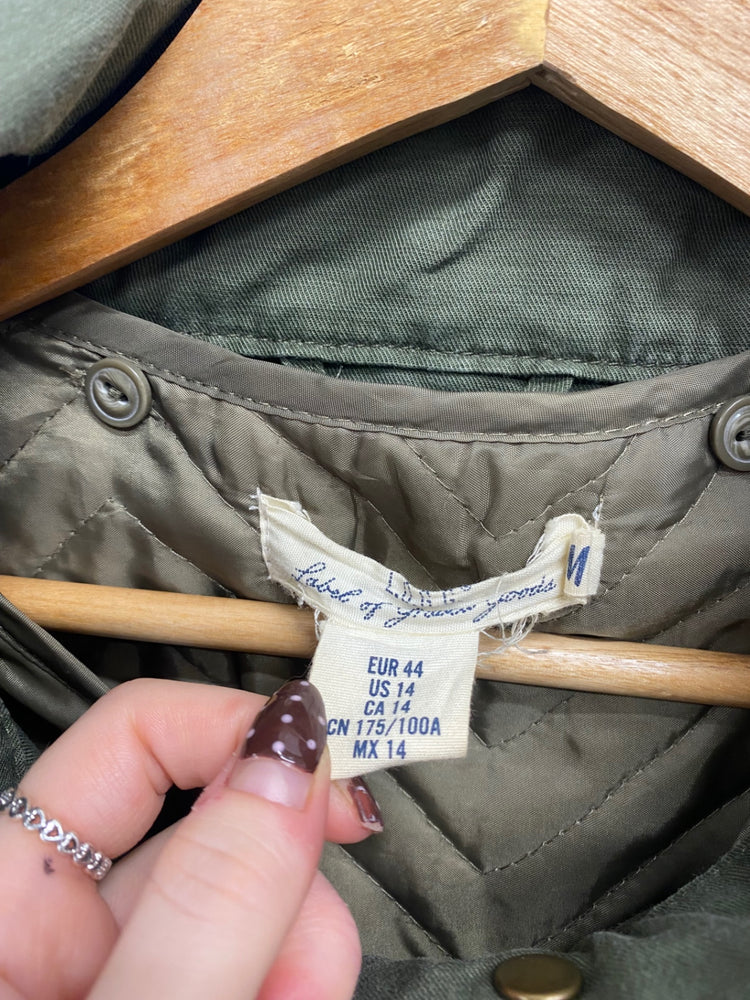 L.O.G.G.
label of graded goods
EUR 44
US 14
CA 14
CN 175/100A
MX 14